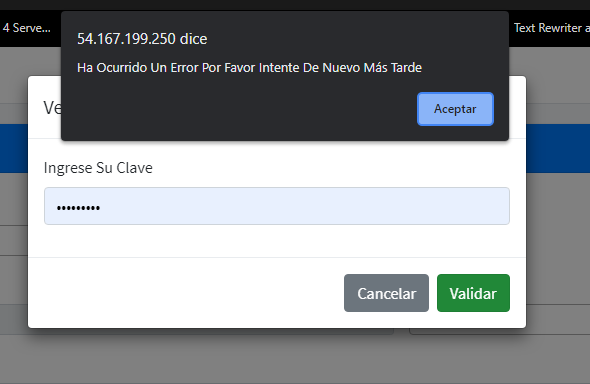 4 Serve...
Text Rewriter a
54.167.199.250 dice
Ha Ocurrido Un Error Por Favor Intente De Nuevo Más Tarde
Aceptar
Ve
Ingrese Su Clave
•••••••••
Cancelar
Validar